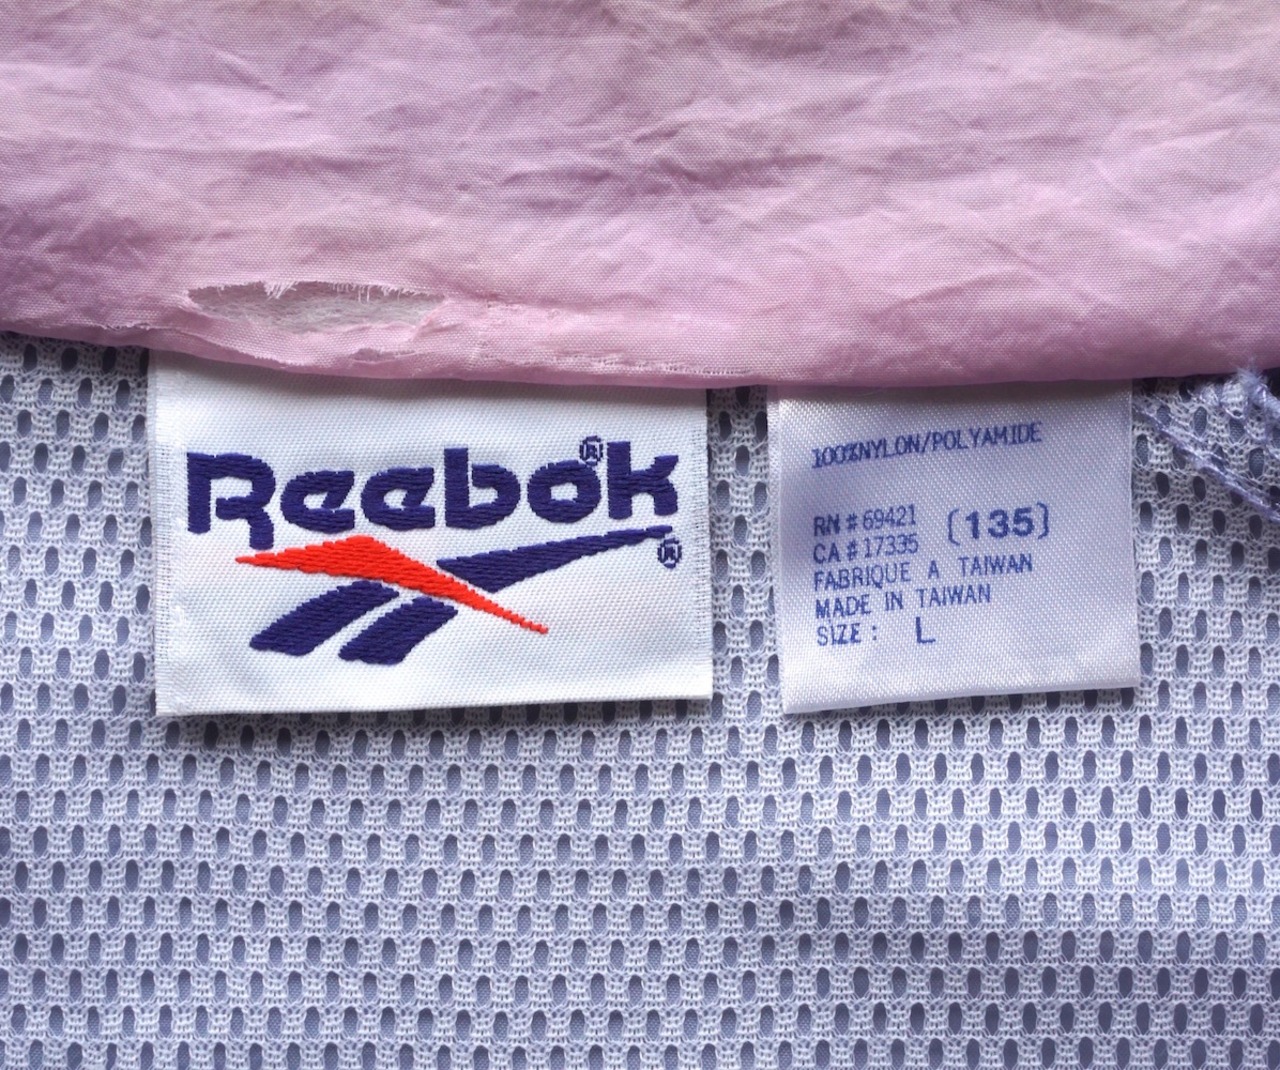 Reebok®
®
100%NYLON/POLYAMIDE
RN # 69421 (135)
CA # 17335
FABRIQUE A TAIWAN
MADE IN TAIWAN
SIZE : L